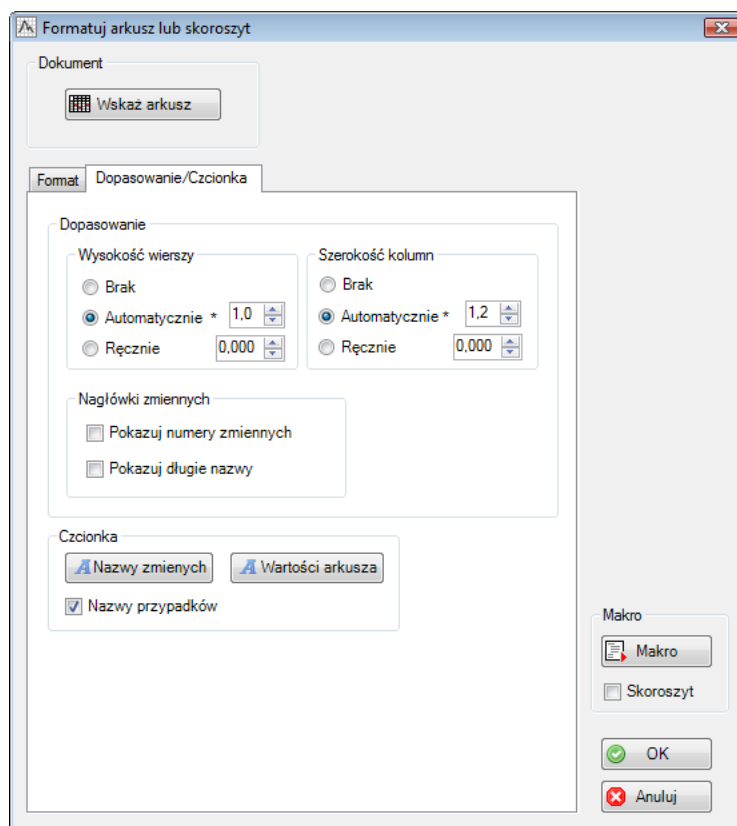 Formatuj arkusz lub skoroszyt
Dokument
Wskaż arkusz
Format
Dopasowanie/Czcionka
Dopasowanie
Wysokość wierszy
Brak
Automatycznie * 1,0
Ręcznie 0,000
Szerokość kolumn
Brak
Automatycznie * 1,2
Ręcznie 0,000
Nagłówki zmiennych
Pokazuj numery zmiennych
Pokazuj długie nazwy
Czcionka
Nazwy zmienych
Wartości arkusza
Nazwy przypadków
Makro
Makro
Skoroszyt
OK
Anuluj